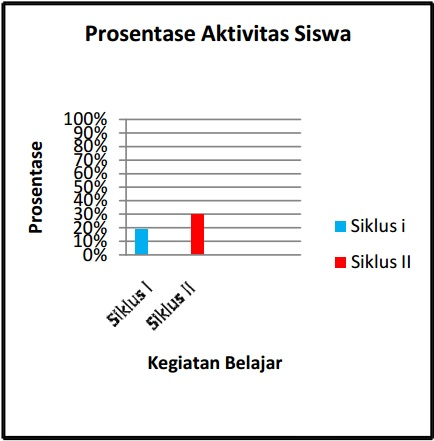 Prosentase Aktivitas Siswa
Prosentase
100%
90%
80%
70%
60%
50%
40%
30%
20%
10%
0%
Siklus I
Siklus II
Kegiatan Belajar
Siklus i
Siklus II